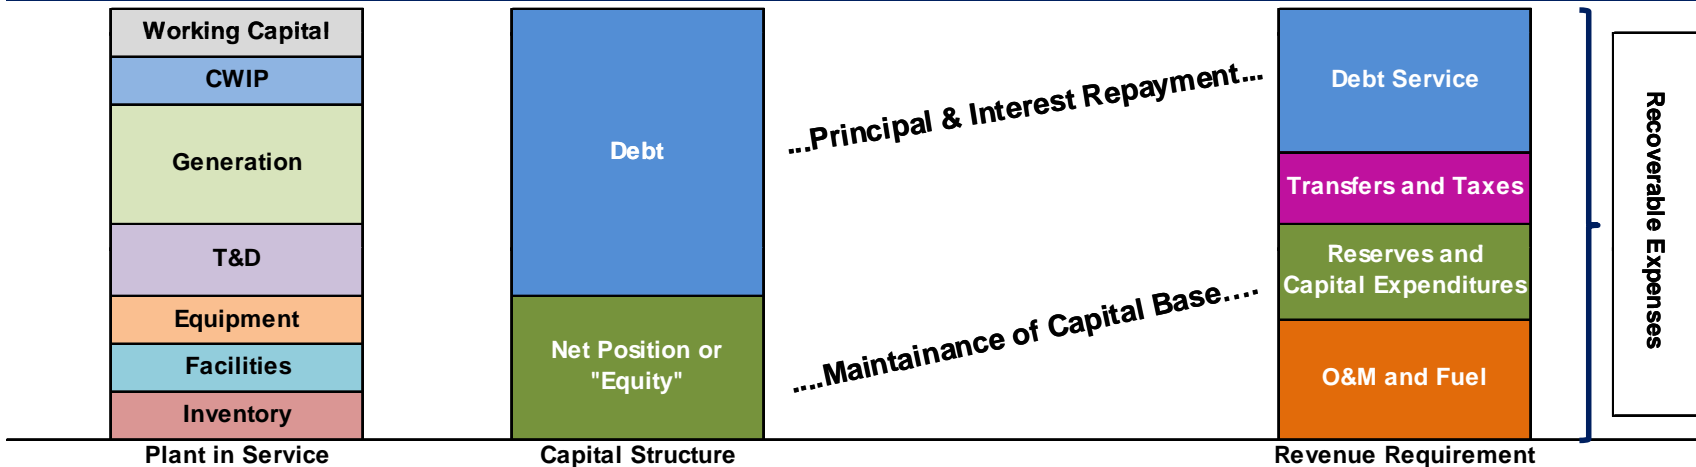 Working Capital
CWIP
Generation
T&D
Equipment
Facilities
Inventory
Plant in Service
Debt
Net Position or
"Equity"
Capital Structure
...Principal & Interest Repayment...
....Maintainance of Capital Base....
Debt Service
Transfers and Taxes
Reserves and
Capital Expenditures
O&M and Fuel
Revenue Requirement
Recoverable Expenses